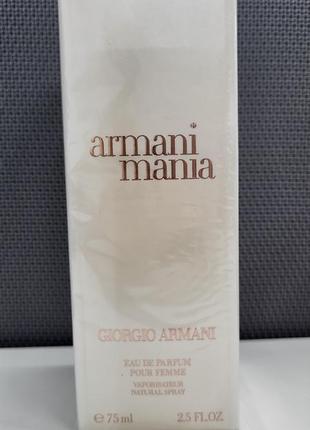 armani
mania
GIORGIO ARMANI
EAU DE PARFUM
POUR FEMME
VAPORISATEUR
NATURAL SPRAY
℮ 75 ml 2.5 FL.OZ